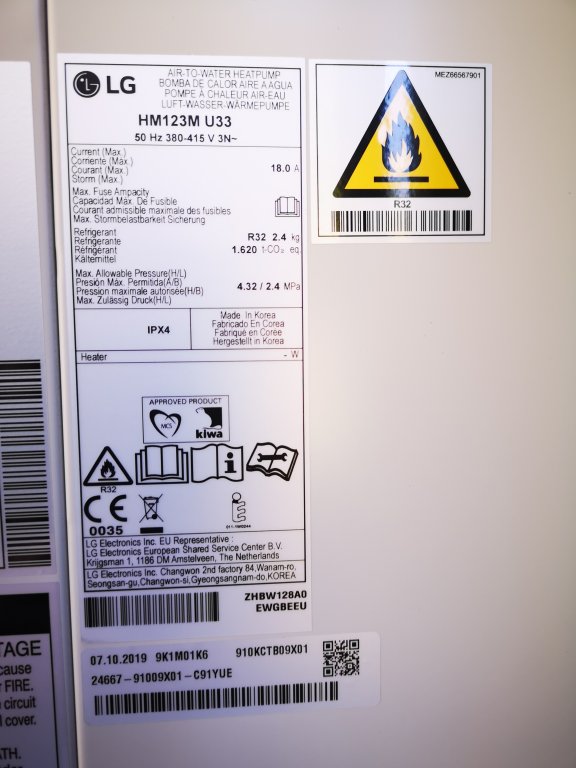 LG
AIR-TO-WATER HEATPUMP
BOMBA DE CALOR AIRE A AGUA
POMPE À CHALEUR AIR-EAU
LUFT-WASSER-WÄRMEPUMPE
HM123M U33
50 Hz 380-415 V 3N~
Current (Max.)
Corriente (Max.)
Courant (Max.)
Storm (Max.)
18.0 A
Max. Fuse Ampacity
Capacidad Máx. De Fusible
Courant admissible maximale des fusibles
Max. Stormbelastbarkeit Sicherung
Refrigerant
Refrigerante
Réfrigérant
Kältemittel
R32 2.4 kg
1.620 t-CO₂ eq.
Max. Allowable Pressure(H/L)
Presión Máx. Permitida(A/B)
Pression maximale autorisée(H/B)
Max. Zulässig Druck(H/L)
4.32 / 2.4 MPa
IPX4
Made In Korea
Fabricado En Corea
Fabriqué en Corée
Hergestellt in Korea
Heater - W
APPROVED PRODUCT
MCS
kiwa
R32
CE
0035
LG Electronics Inc. EU Representative :
LG Electronics European Shared Service Center B.V.
Krijgsman 1, 1186 DM Amstelveen, The Netherlands
LG Electronics Inc. Changwon 2nd factory 84,Wanam-ro,
Seongsan-gu,Changwon-si,Gyeongsangnam-do,KOREA
ZHBW128A0
EWGBEEU
07.10.2019 9K1M01K6 910KCTB09X01
24667-91009X01-C91YUE
MEZ66567901
R32
TAGE
cause
r FIRE.
circuit
cover.
TH.